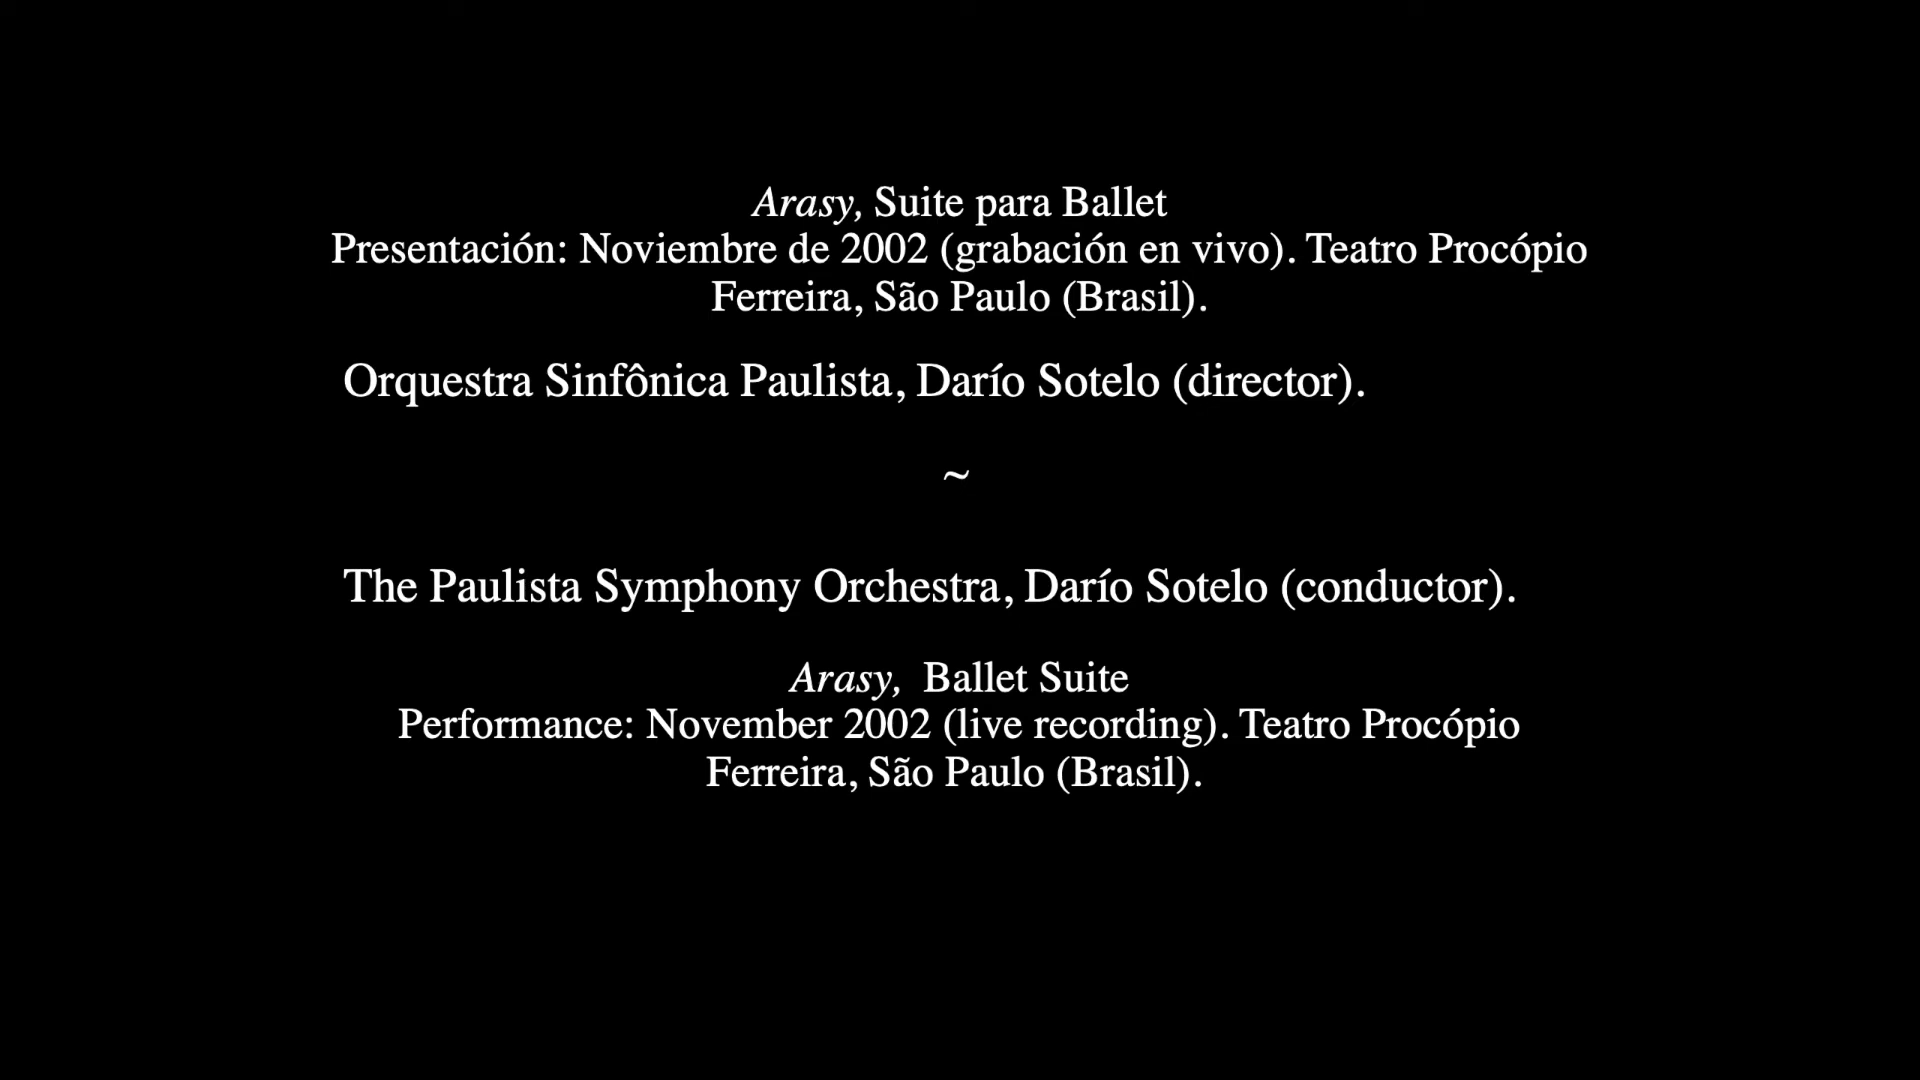 Arasy, Suite para Ballet
Presentación: Noviembre de 2002 (grabación en vivo). Teatro Procópio
Ferreira, São Paulo (Brasil).
Orquestra Sinfônica Paulista, Darío Sotelo (director).
~
The Paulista Symphony Orchestra, Darío Sotelo (conductor).
Arasy, Ballet Suite
Performance: November 2002 (live recording). Teatro Procópio
Ferreira, São Paulo (Brasil).